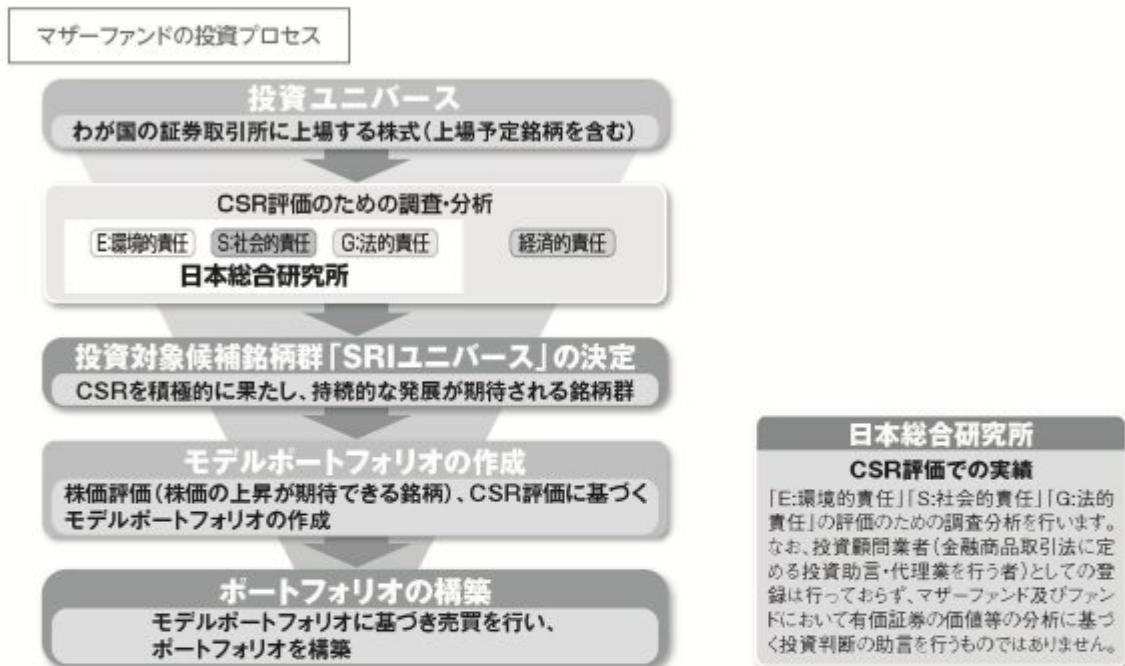 マザーファンドの投資プロセス
投資ユニバース
わが国の証券取引所に上場する株式(上場予定銘柄を含む)
CSR評価のための調査・分析
E:環境的責任 S:社会的責任 G:法的責任 経済的責任
日本総合研究所
投資対象候補銘柄群「SRIユニバース」の決定
CSRを積極的に果たし、持続的な発展が期待される銘柄群
モデルポートフォリオの作成
株価評価(株価の上昇が期待できる銘柄)、CSR評価に基づく
モデルポートフォリオの作成
ポートフォリオの構築
モデルポートフォリオに基づき売買を行い、
ポートフォリオを構築
日本総合研究所
CSR評価での実績
「E:環境的責任」「S:社会的責任」「G:法的
責任」の評価のための調査分析を行います。
なお、投資顧問業者(金融商品取引法に定
める投資助言・代理業を行う者)としての登
録は行っておらず、マザーファンド及びファン
ドにおいて有価証券の価値等の分析に基づ
く投資判断の助言を行うものではありません。